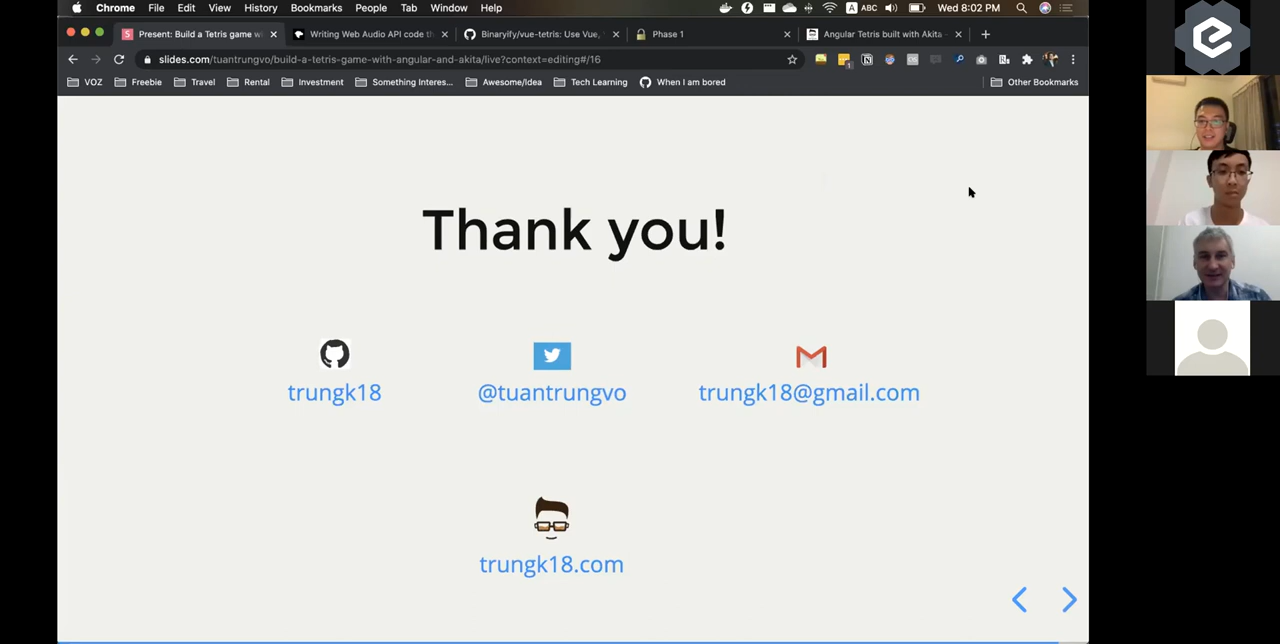 Chrome File Edit View History Bookmarks People Tab Window Help ABC Wed 8:02 PM
Present: Build a Tetris game wi
Writing Web Audio API code th
Binaryify/vue-tetris: Use Vue,
Phase 1
Angular Tetris built with Akita -
slides.com/tuantrungvo/build-a-tetris-game-with-angular-and-akita/live?context=editing#/16
VOZ Freebie Travel Rental Investment Something Interes... Awesome/Idea Tech Learning When I am bored Other Bookmarks
Thank you!
trungk18 @tuantrungvo trungk18@gmail.com
trungk18.com